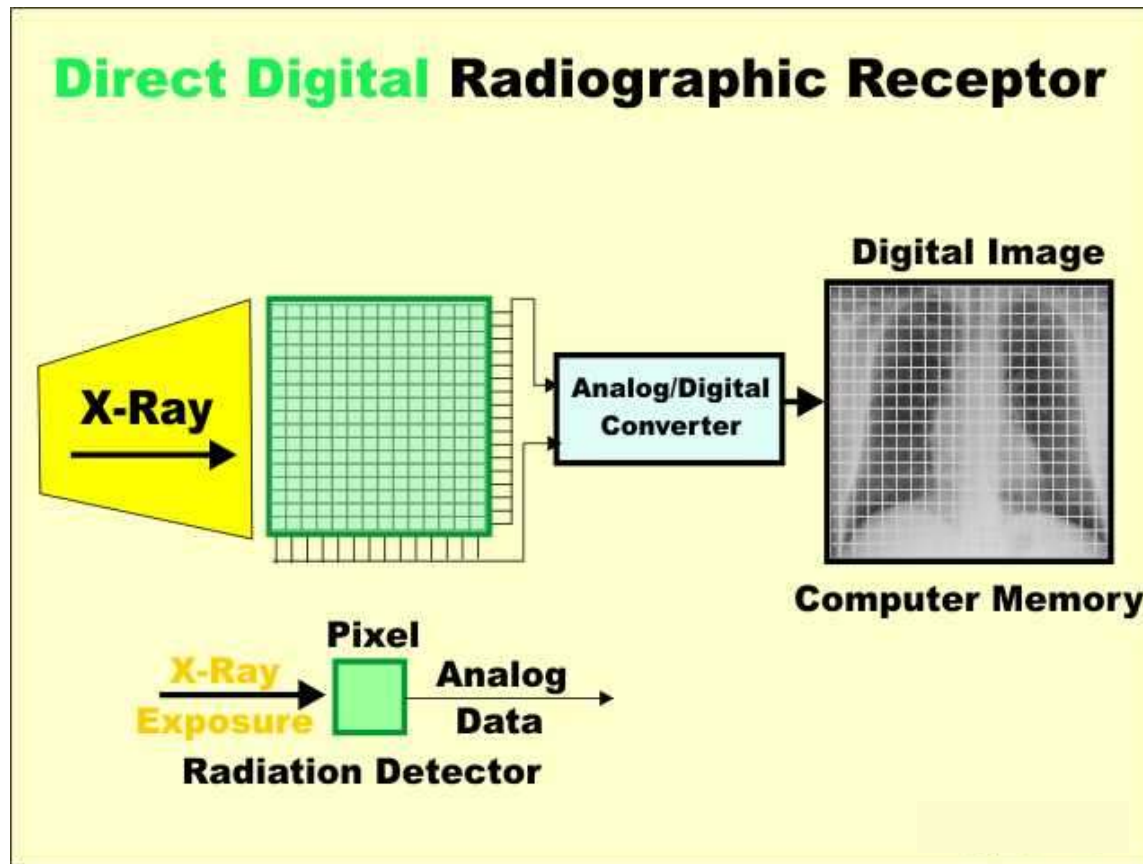 Direct Digital Radiographic Receptor
Digital Image
X-Ray
Analog/Digital
Converter
Computer Memory
Pixel
X-Ray
Exposure
Analog
Data
Radiation Detector